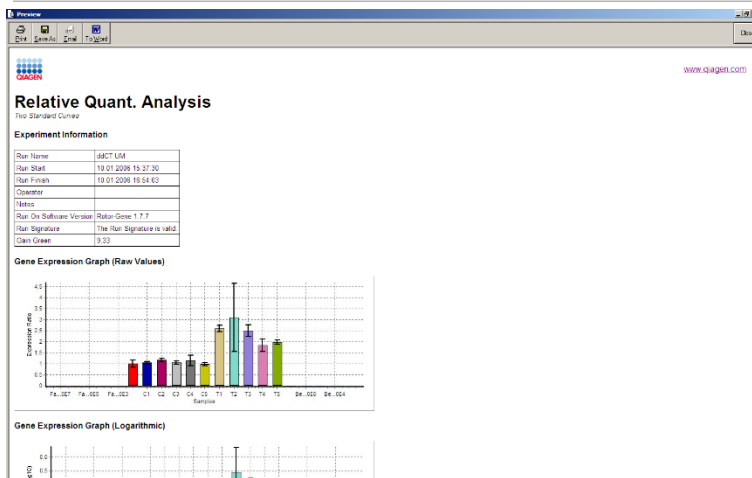 Preview
Print Save As Email To Word
Close
QIAGEN
www.qiagen.com
Relative Quant. Analysis
Two Standard Curves
Experiment Information
Run Name ddCT UM
Run Start 10.01.2006 15:37:30
Run Finish 10.01.2006 16:54:03
Operator
Notes
Run On Software Version Rotor-Gene 1.7.7
Run Signature The Run Signature is valid.
Gain Green 9,33
Gene Expression Graph (Raw Values)
4.5
4
3.5
3
2.5
2
1.5
1
0.5
0
Expression Ratio
C1 C2 C3 C4 C5 T1 T2 T3 T4 T5
Samples
Gene Expression Graph (Logarithmic)
0.5